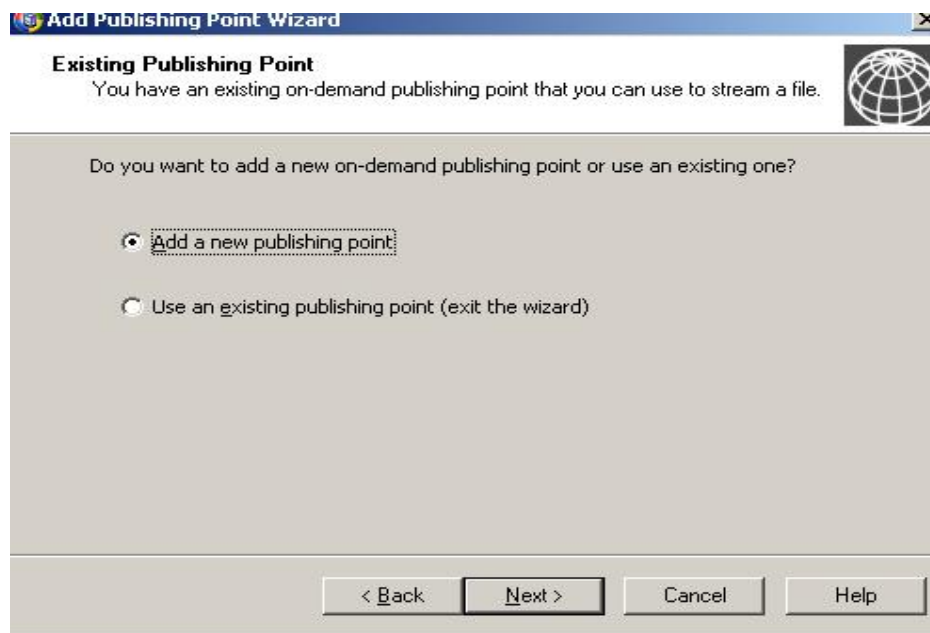 Add Publishing Point Wizard
Existing Publishing Point
You have an existing on-demand publishing point that you can use to stream a file.
Do you want to add a new on-demand publishing point or use an existing one?
Add a new publishing point
Use an existing publishing point (exit the wizard)
< Back Next > Cancel Help